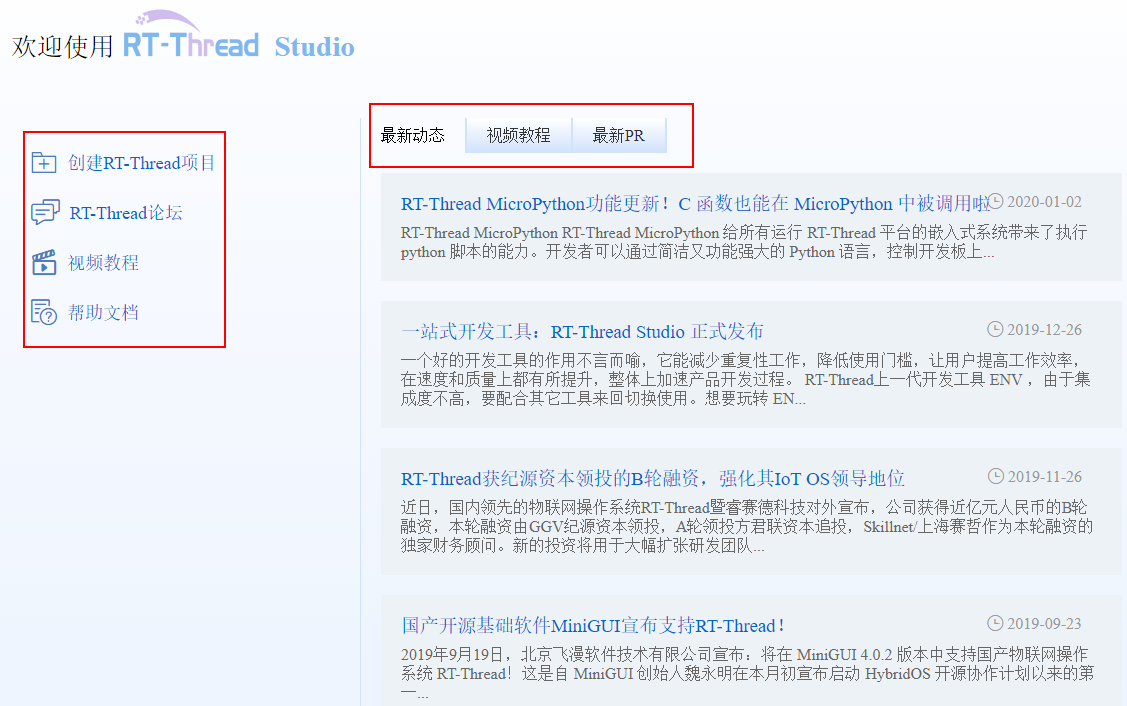 欢迎使用 RT-Thread Studio
创建RT-Thread项目
RT-Thread论坛
视频教程
帮助文档
最新动态 视频教程 最新PR
RT-Thread MicroPython功能更新！C 函数也能在 MicroPython 中被调用啦 2020-01-02
RT-Thread MicroPython RT-Thread MicroPython 给所有运行 RT-Thread 平台的嵌入式系统带来了执行
python 脚本的能力。开发者可以通过简洁又功能强大的 Python 语言，控制开发板上...
一站式开发工具：RT-Thread Studio 正式发布 2019-12-26
一个好的开发工具的作用不言而喻，它能减少重复性工作，降低使用门槛，让用户提高工作效率，
在速度和质量上都有所提升，整体上加速产品开发过程。 RT-Thread上一代开发工具 ENV ，由于集
成度不高，要配合其它工具来回切换使用。想要玩转 EN...
RT-Thread获纪源资本领投的B轮融资，强化其IoT OS领导地位 2019-11-26
近日，国内领先的物联网操作系统RT-Thread暨睿赛德科技对外宣布，公司获得近亿元人民币的B轮
融资，本轮融资由GGV纪源资本领投，A轮领投方君联资本追投，Skillnet/上海赛哲作为本轮融资的
独家财务顾问。新的投资将用于大幅扩张研发团队...
国产开源基础软件MiniGUI宣布支持RT-Thread！ 2019-09-23
2019年9月19日，北京飞漫软件技术有限公司宣布：将在 MiniGUI 4.0.2 版本中支持国产物联网操作
系统 RT-Thread！这是自 MiniGUI 创始人魏永明在本月初宣布启动 HybridOS 开源协作计划以来的第
一...